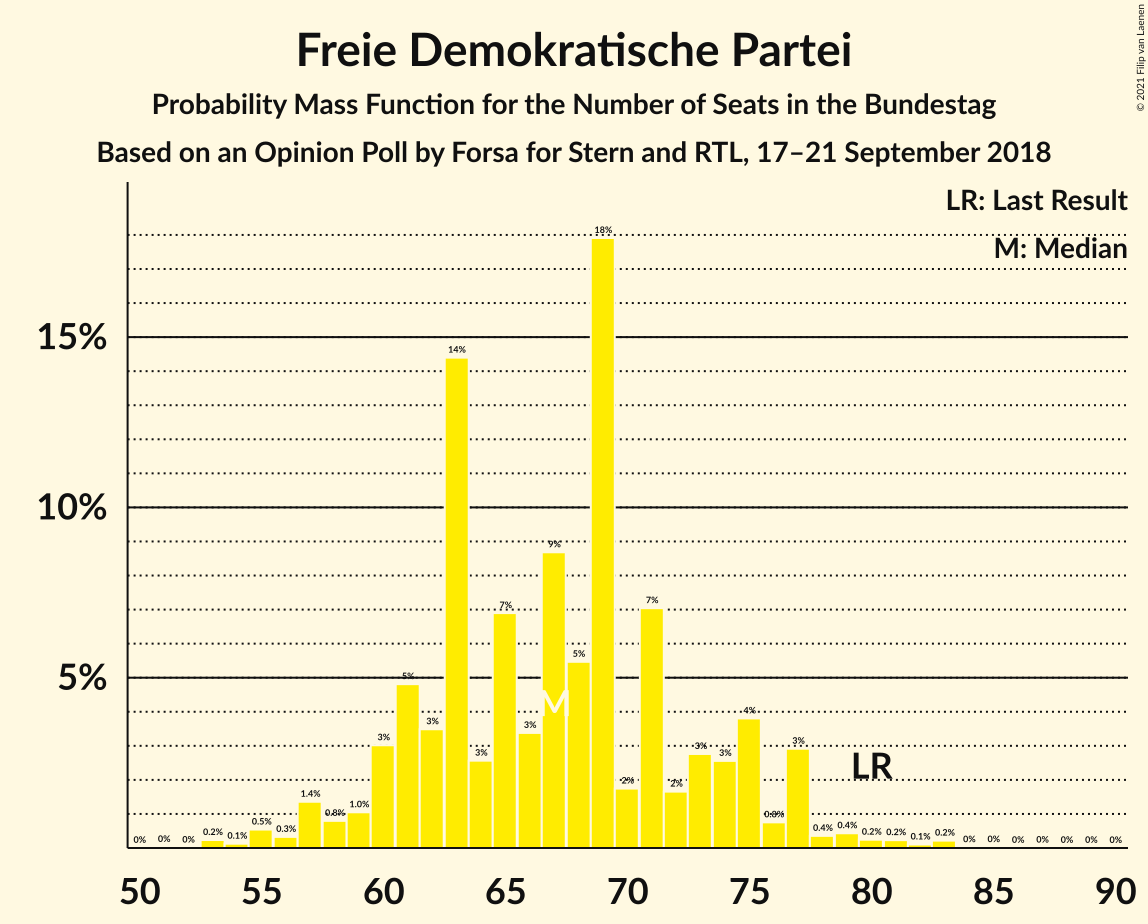 Freie Demokratische Partei
Probability Mass Function for the Number of Seats in the Bundestag
Based on an Opinion Poll by Forsa for Stern and RTL, 17–21 September 2018
© 2021 Filip van Laenen
LR: Last Result
M: Median
15%
10%
5%
0% 0% 0% 0.2% 0.1% 0.5% 0.3% 1.4% 0.8% 1.0% 3% 5% 3% 14% 3% 7% 3% 9% 5% 18% 2% 7% 2% 3% 3% 4% 0.8% 3% 0.4% 0.4% 0.2% 0.2% 0.1% 0.2% 0% 0% 0% 0% 0% 0% 0%
M
LR
50 55 60 65 70 75 80 85 90